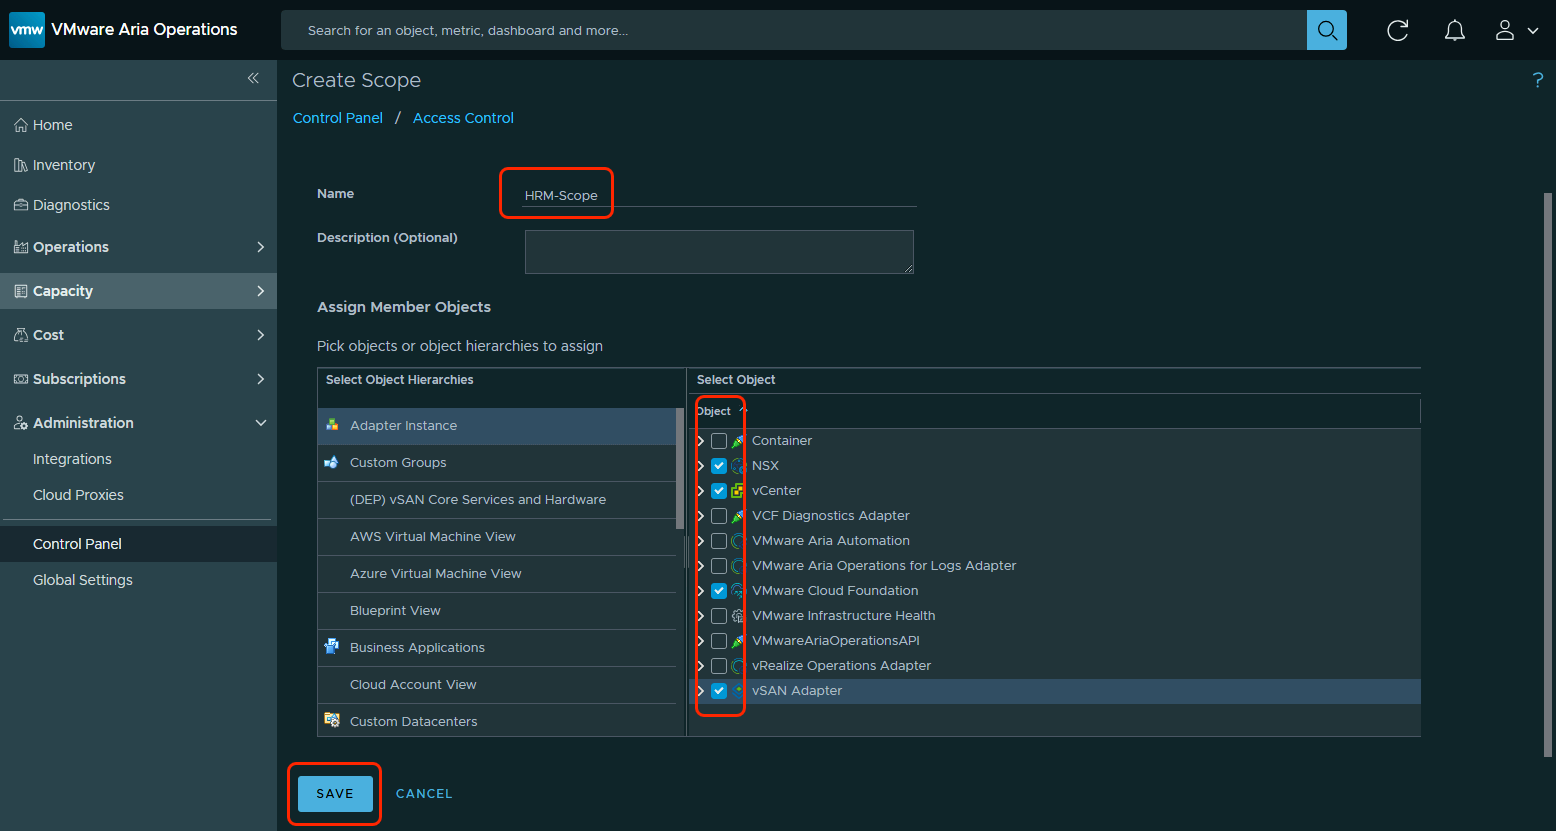 vmw VMware Aria Operations
Search for an object, metric, dashboard and more...
Create Scope
?
Control Panel / Access Control
Home
Inventory
Diagnostics
Operations
Capacity
Cost
Subscriptions
Administration
Integrations
Cloud Proxies
Control Panel
Global Settings
Name
HRM-Scope
Description (Optional)
Assign Member Objects
Pick objects or object hierarchies to assign
Select Object Hierarchies
Adapter Instance
Custom Groups
(DEP) vSAN Core Services and Hardware
AWS Virtual Machine View
Azure Virtual Machine View
Blueprint View
Business Applications
Cloud Account View
Custom Datacenters
Select Object
Object
Container
NSX
vCenter
VCF Diagnostics Adapter
VMware Aria Automation
VMware Aria Operations for Logs Adapter
VMware Cloud Foundation
VMware Infrastructure Health
VMwareAriaOperationsAPI
vRealize Operations Adapter
vSAN Adapter
SAVE
CANCEL